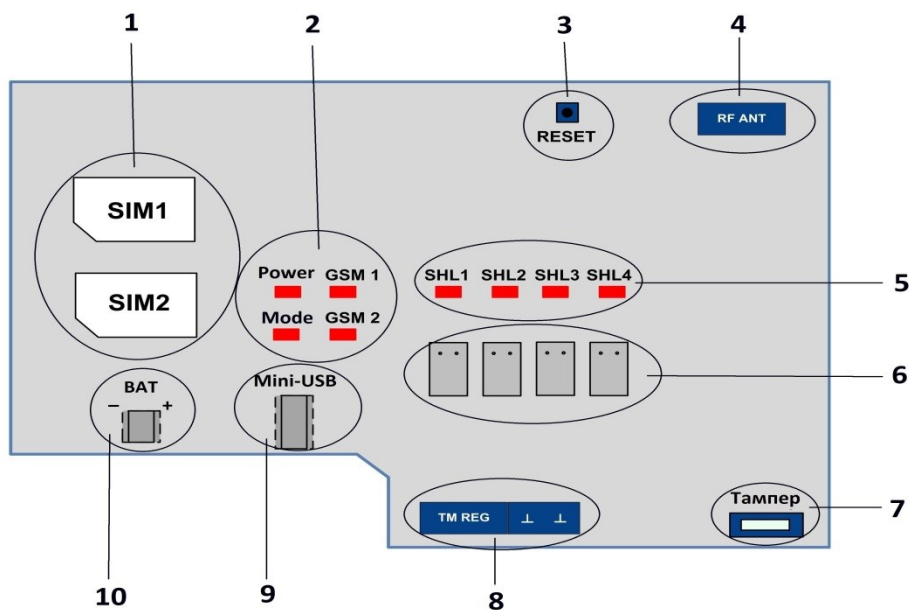 1 2 3 4
RESET
RF ANT
SIM1
SIM2
Power GSM 1
Mode GSM 2
SHL1 SHL2 SHL3 SHL4
5
6
BAT
− +
Mini-USB
TM REG ⊥ ⊥
Тампер
7
10 9 8